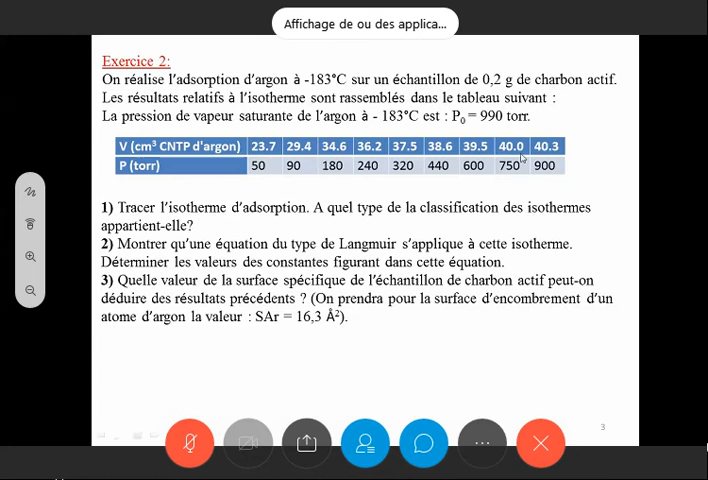 Affichage de ou des applica...
Exercice 2:
On réalise l'adsorption d'argon à -183°C sur un échantillon de 0,2 g de charbon actif.
Les résultats relatifs à l'isotherme sont rassemblés dans le tableau suivant :
La pression de vapeur saturante de l'argon à - 183°C est : P₀ = 990 torr.
V (cm³ CNTP d'argon) 23.7 29.4 34.6 36.2 37.5 38.6 39.5 40.0 40.3
P (torr) 50 90 180 240 320 440 600 750 900
1) Tracer l'isotherme d'adsorption. A quel type de la classification des isothermes
appartient-elle?
2) Montrer qu'une équation du type de Langmuir s'applique à cette isotherme.
Déterminer les valeurs des constantes figurant dans cette équation.
3) Quelle valeur de la surface spécifique de l'échantillon de charbon actif peut-on
déduire des résultats précédents ? (On prendra pour la surface d'encombrement d'un
atome d'argon la valeur : SAr = 16,3 Å²).
3